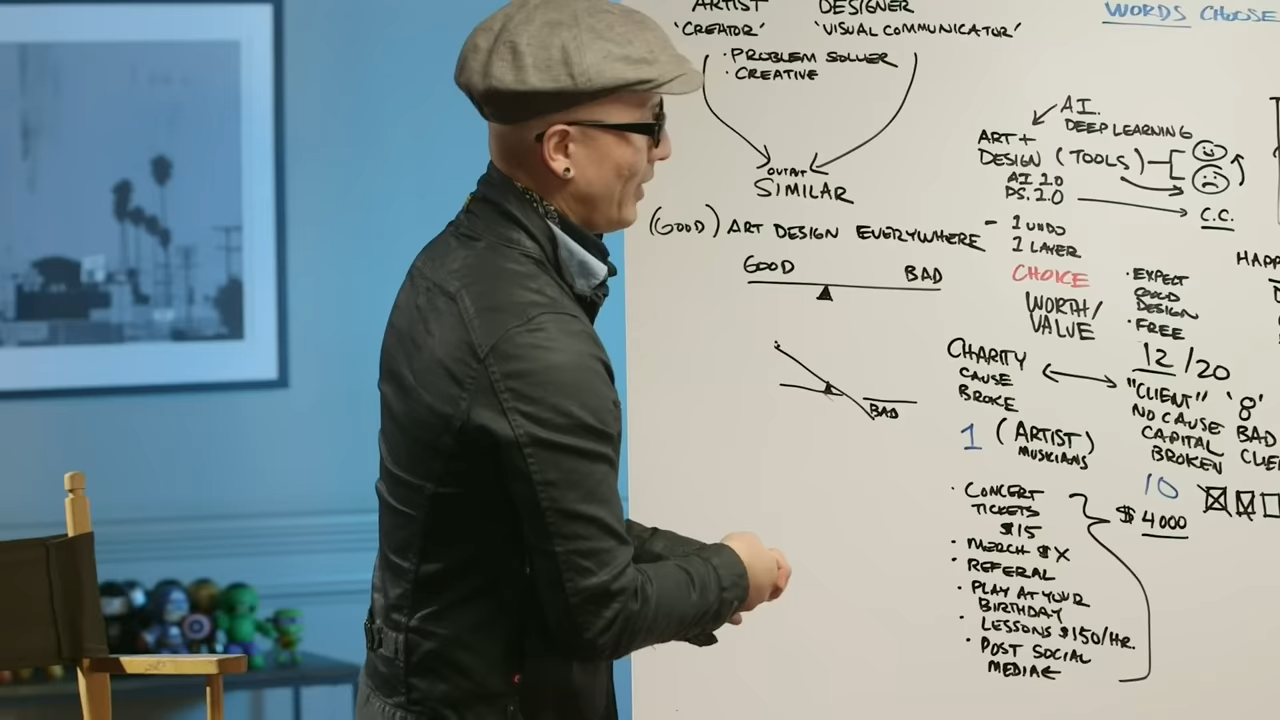 ARTIST
'CREATOR'
DESIGNER
'VISUAL COMMUNICATOR'
· PROBLEM SOLVER
· CREATIVE
OUTPUT
SIMILAR
(GOOD) ART DESIGN EVERYWHERE
GOOD
BAD
BAD
WORDS CHOOSE
A.I.
DEEP LEARNING
ART +
DESIGN (TOOLS)
AI 2.0
PS. 2.0
C.C.
- 1 UNDO
1 LAYER
CHOICE
WORTH/
VALUE
· EXPECT
GOOD
DESIGN
· FREE
HAPP
CHARITY
CAUSE
BROKE
1 (ARTIST)
MUSICIANS
12/20
"CLIENT" '8'
NO CAUSE BAD
CAPITAL
BROKEN
10
$4000
· CONCERT
TICKETS
$15
· MERCH $X
· REFERAL
· PLAY AT YOUR
BIRTHDAY
· LESSONS $150/HR.
· POST SOCIAL
MEDIA